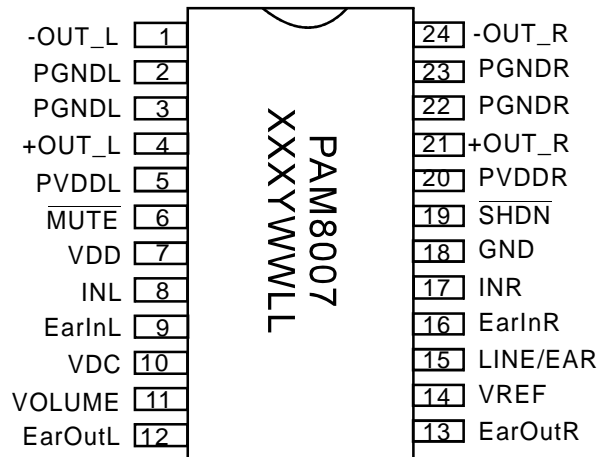 -OUT_L 1 24 -OUT_R
PGNDL 2 23 PGNDR
PGNDL 3 22 PGNDR
+OUT_L 4 21 +OUT_R
PVDDL 5 20 PVDDR
MUTE 6 19 SHDN
VDD 7 18 GND
INL 8 17 INR
EarInL 9 16 EarInR
VDC 10 15 LINE/EAR
VOLUME 11 14 VREF
EarOutL 12 13 EarOutR
PAM8007
XXXYWWLL